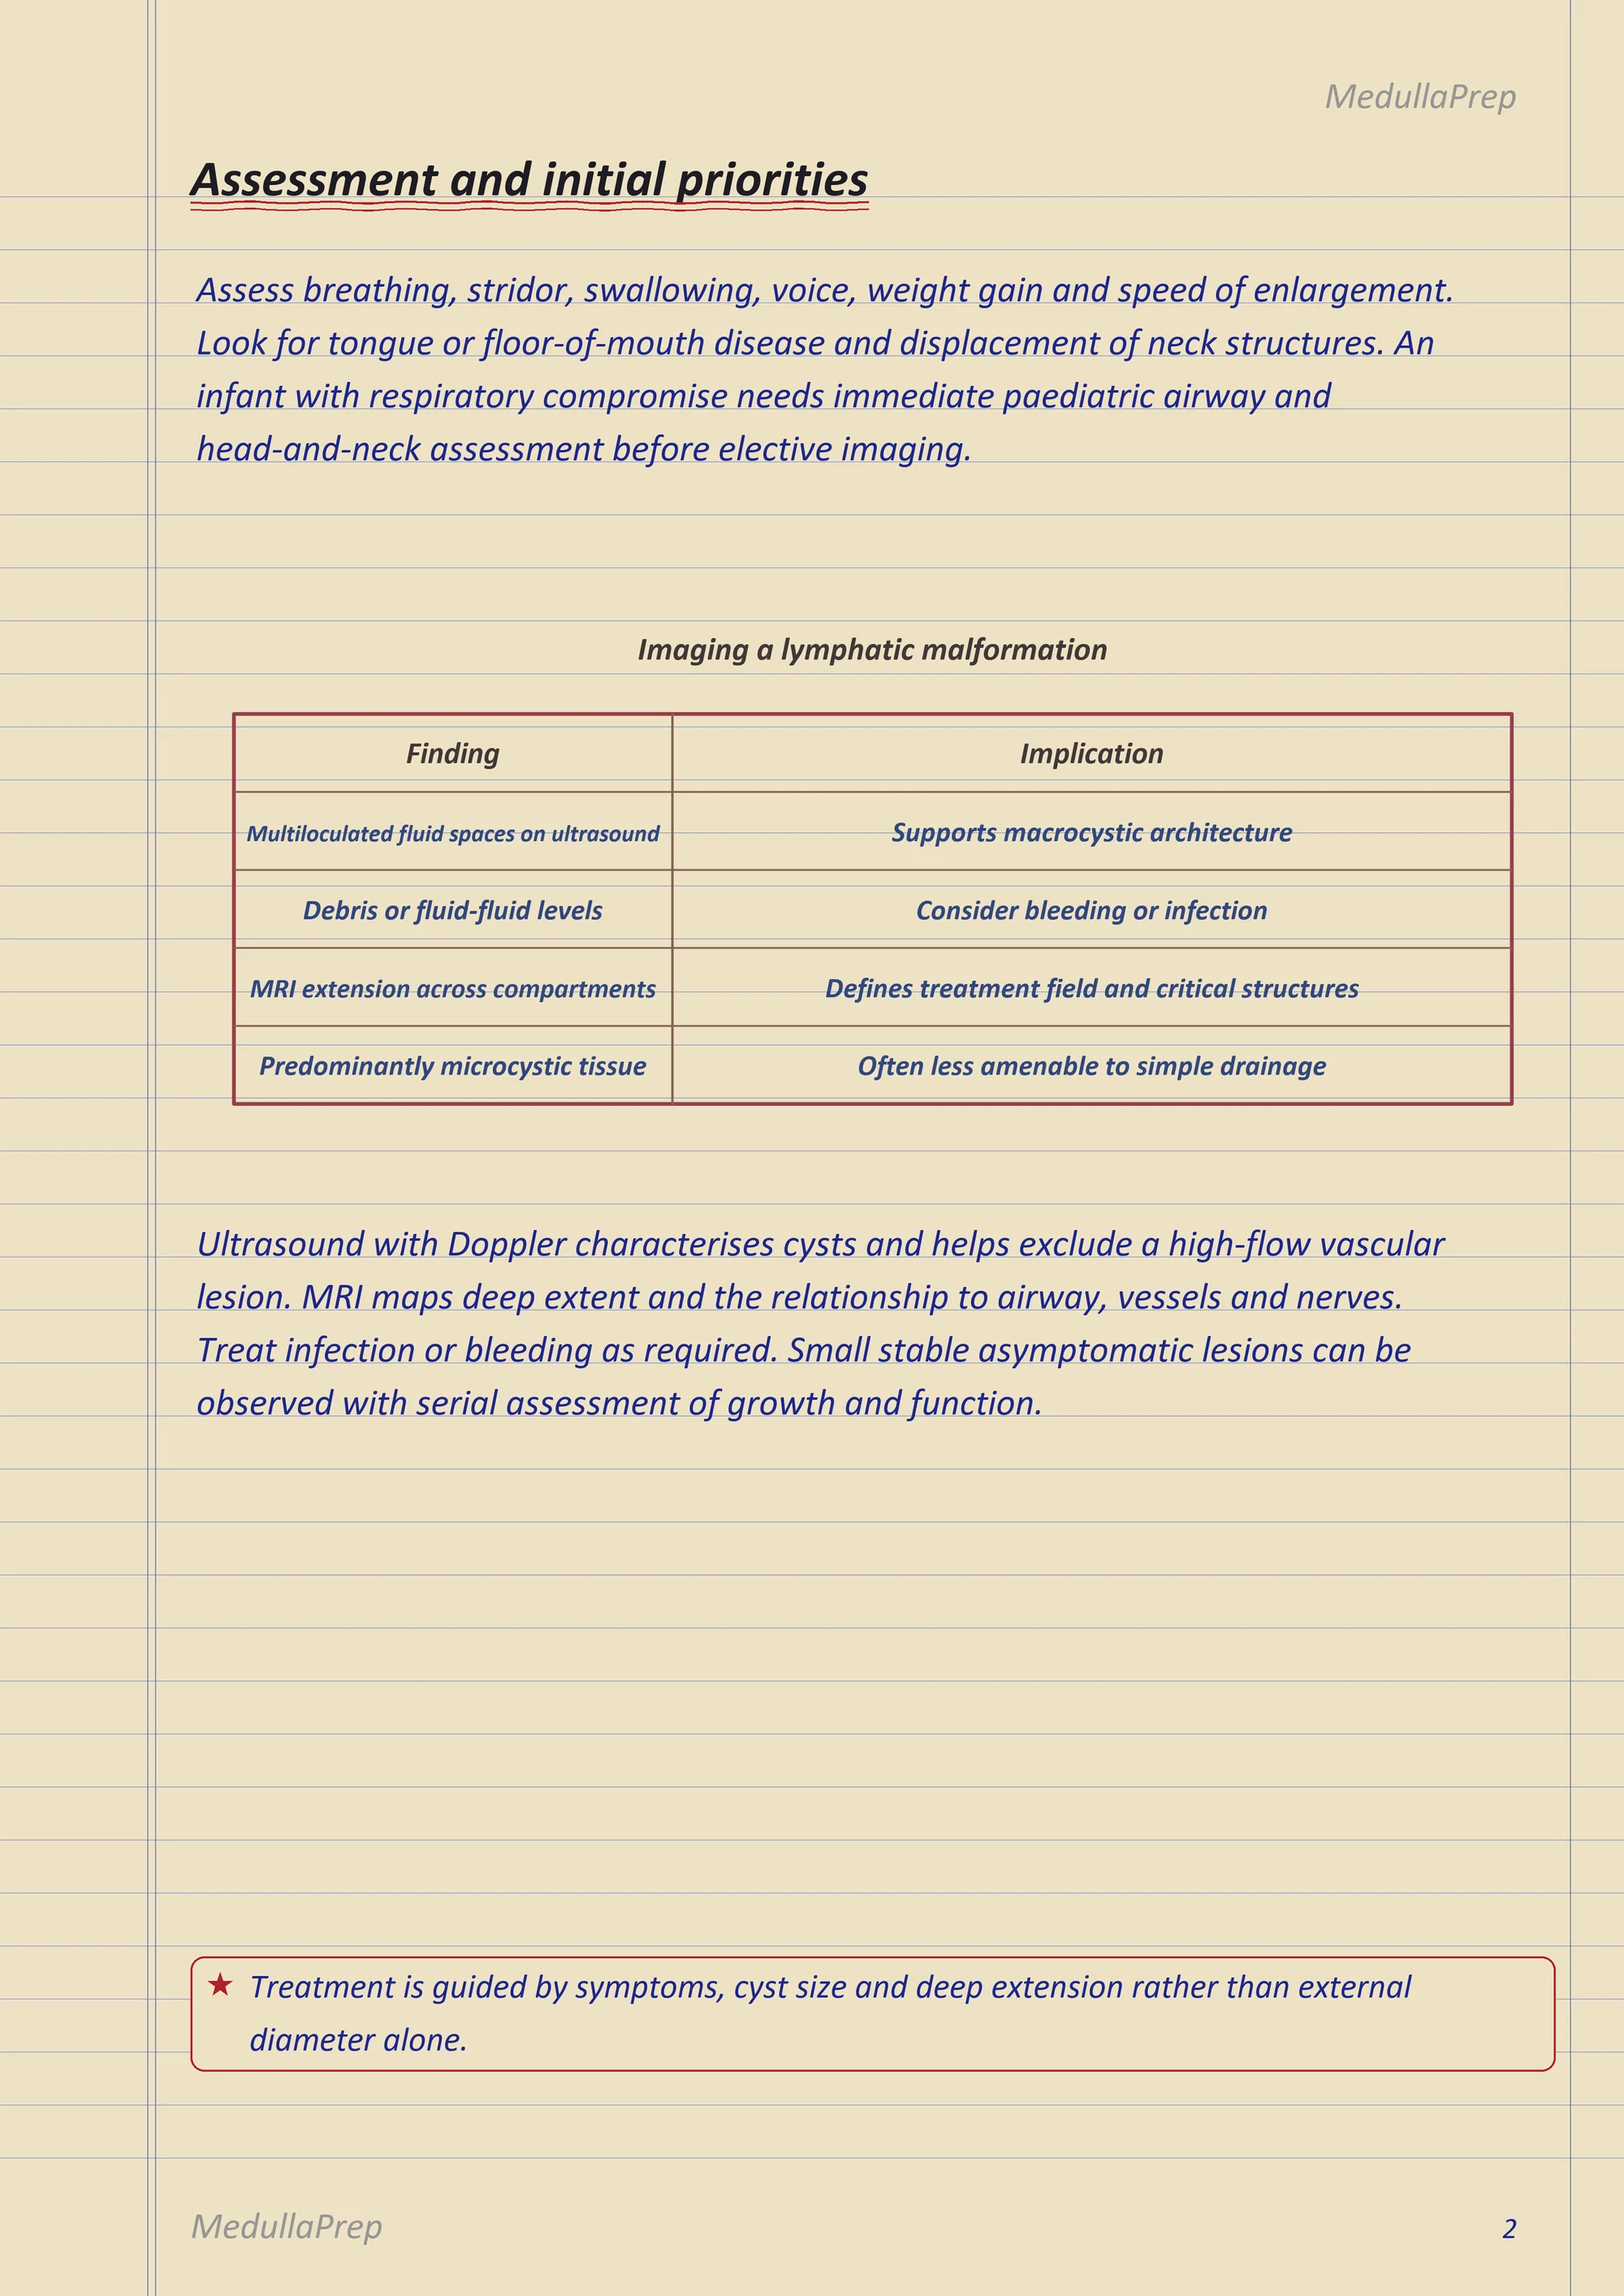 MedullaPrep
Assessment and initial priorities
Assess breathing, stridor, swallowing, voice, weight gain and speed of enlargement.
Look for tongue or floor-of-mouth disease and displacement of neck structures. An
infant with respiratory compromise needs immediate paediatric airway and
head-and-neck assessment before elective imaging.
Imaging a lymphatic malformation
Finding Implication
Multiloculated fluid spaces on ultrasound Supports macrocystic architecture
Debris or fluid-fluid levels Consider bleeding or infection
MRI extension across compartments Defines treatment field and critical structures
Predominantly microcystic tissue Often less amenable to simple drainage
Ultrasound with Doppler characterises cysts and helps exclude a high-flow vascular
lesion. MRI maps deep extent and the relationship to airway, vessels and nerves.
Treat infection or bleeding as required. Small stable asymptomatic lesions can be
observed with serial assessment of growth and function.
★ Treatment is guided by symptoms, cyst size and deep extension rather than external
diameter alone.
MedullaPrep 2